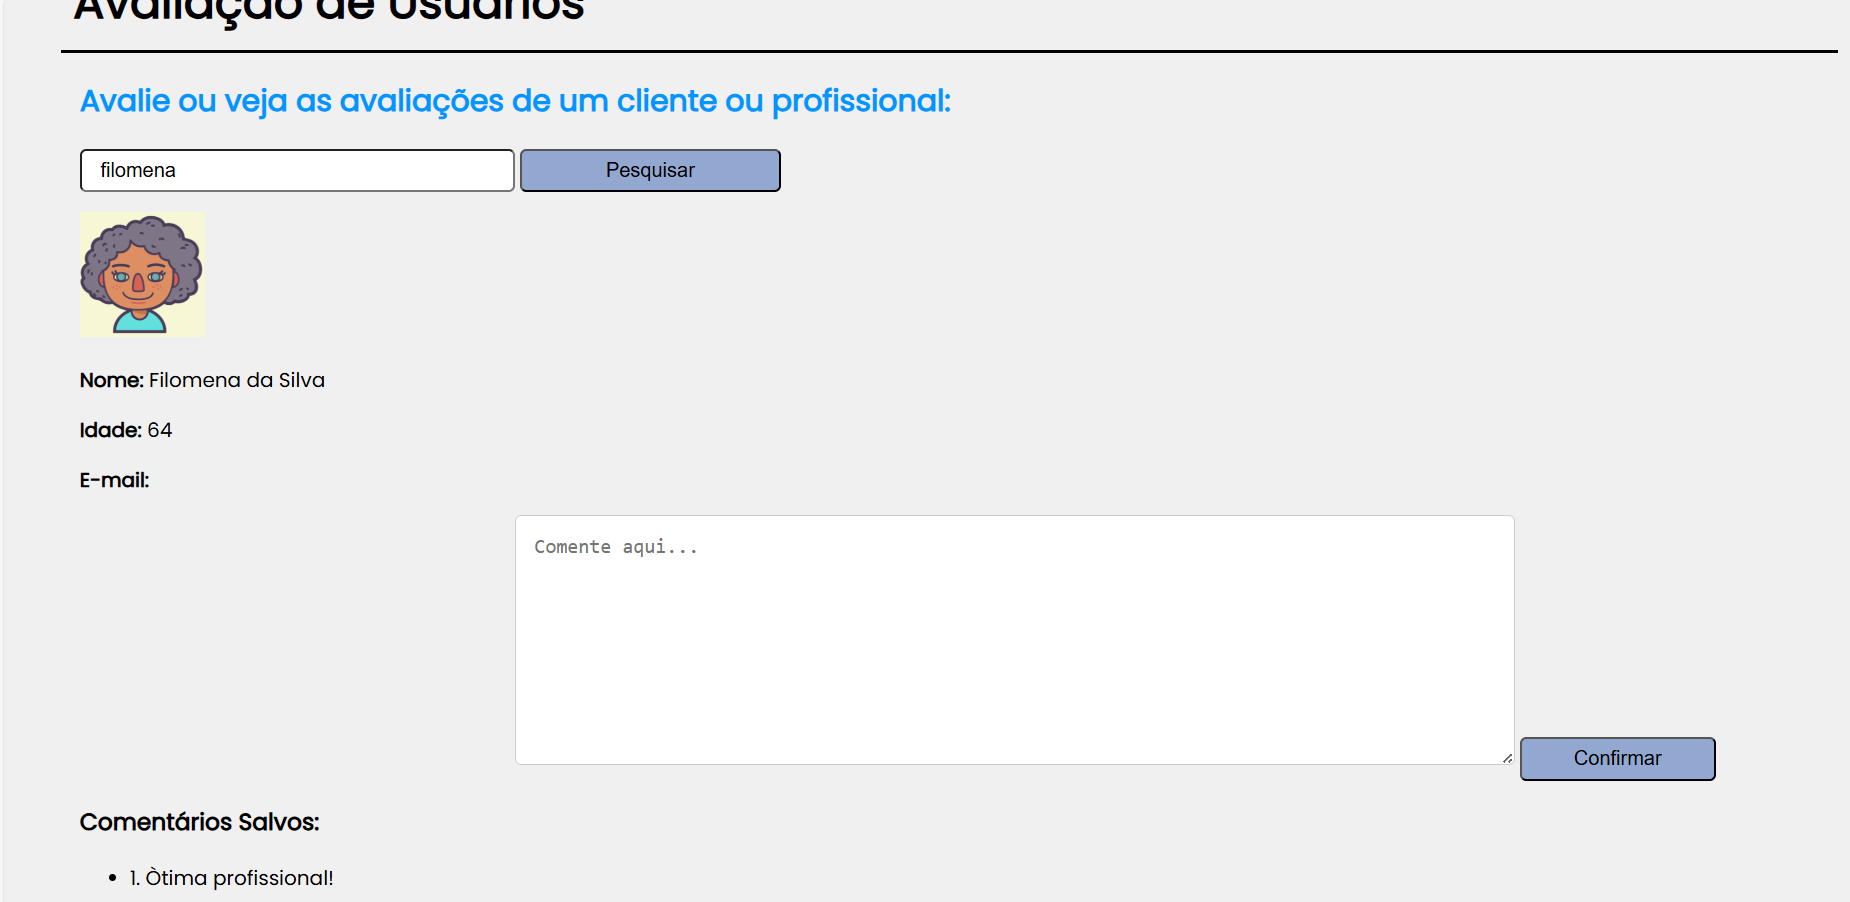 Avaliação de Usuários
Avalie ou veja as avaliações de um cliente ou profissional:
filomena Pesquisar
Nome: Filomena da Silva
Idade: 64
E-mail:
Comente aqui...
Confirmar
Comentários Salvos:
1. Òtima profissional!